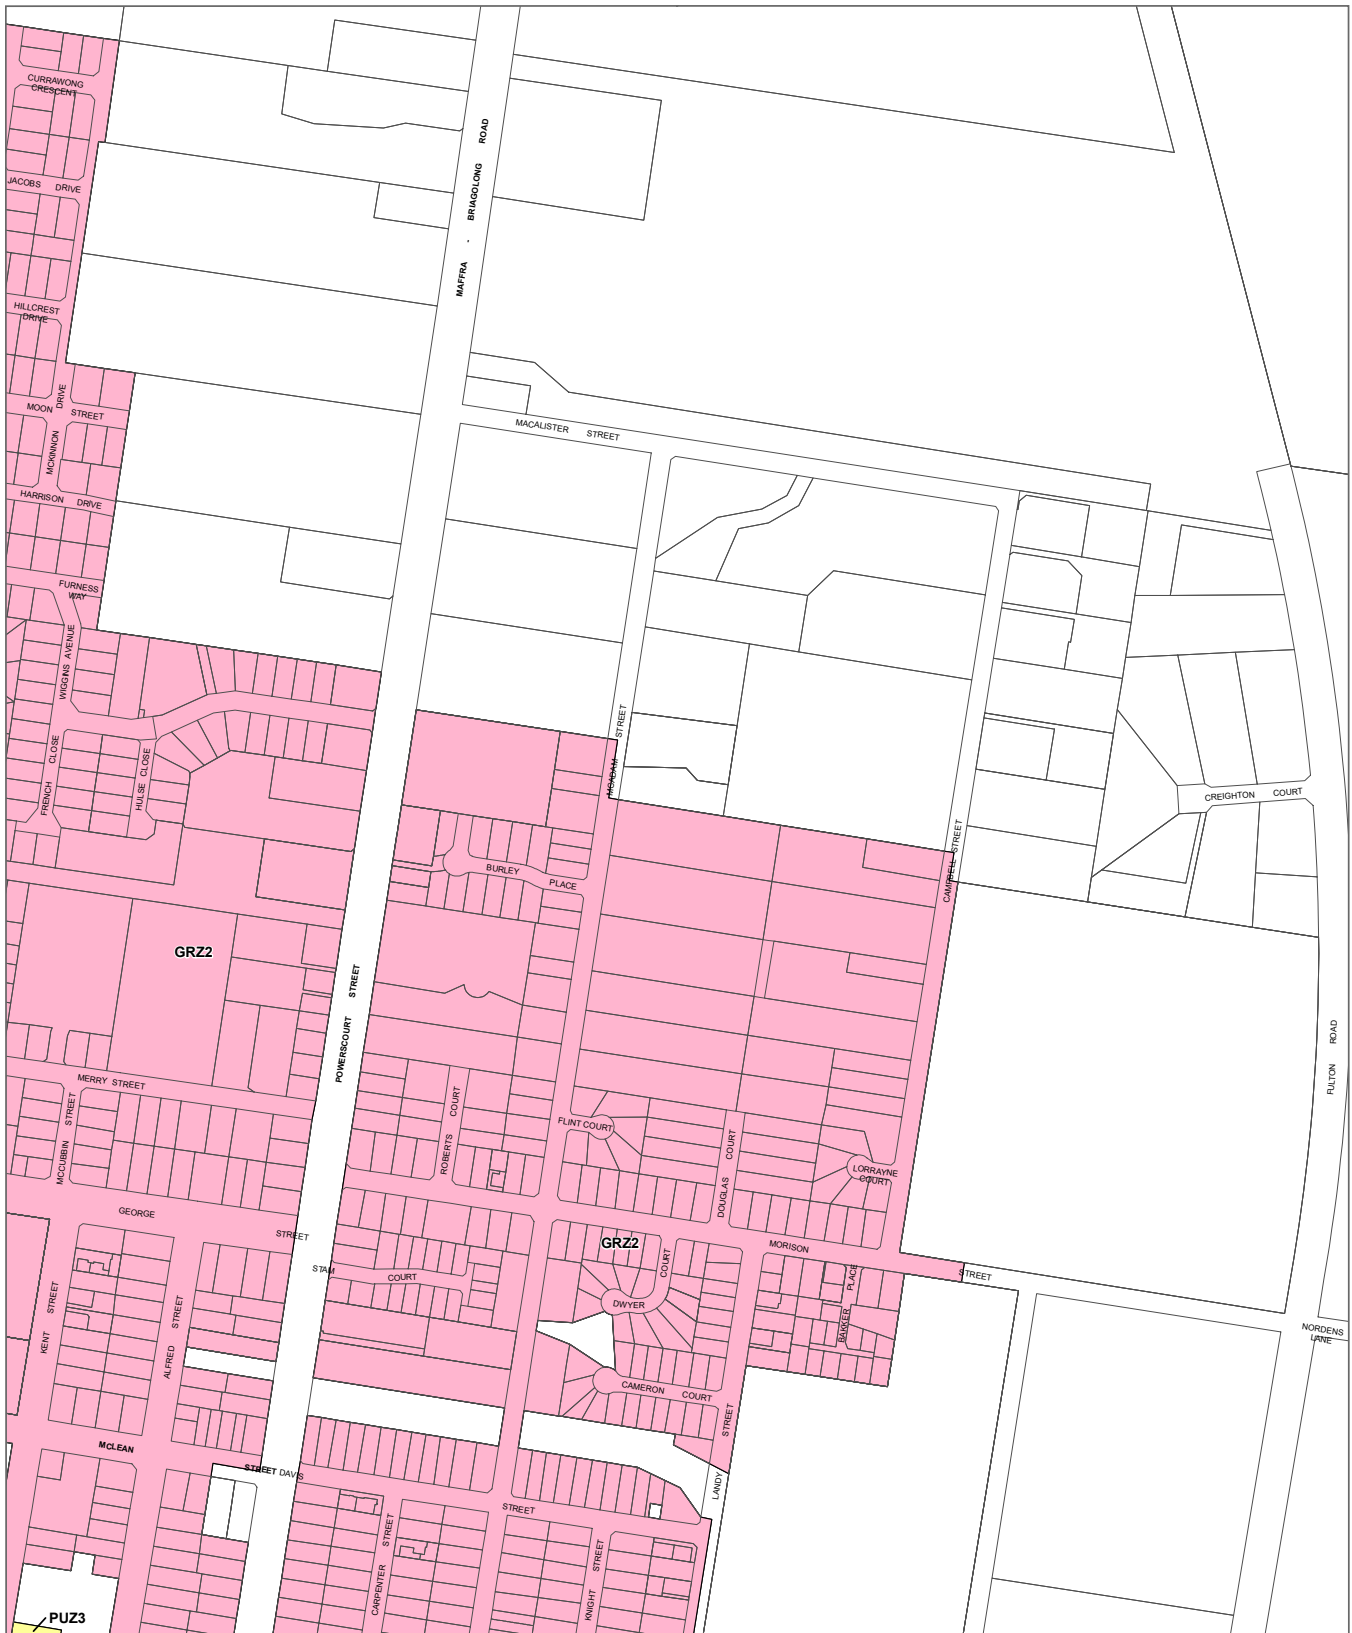 CURRAWONG
CRESCENT
JACOBS DRIVE
HILLCREST
DRIVE
MOON STREET
DRIVE
MCKINNON
HARRISON DRIVE
FURNESS
WAY
WIGGINS AVENUE
FRENCH CLOSE
HULSE CLOSE
MAFFRA - BRIAGOLONG ROAD
MACALISTER STREET
MCADAM STREET
CAMPBELL STREET
CREIGHTON COURT
BURLEY PLACE
GRZ2
POWERSCOURT STREET
FULTON ROAD
MERRY STREET
MCCUBBIN STREET
ROBERTS COURT
FLINT COURT
DOUGLAS COURT
LORRAYNE
COURT
GEORGE STREET
GRZ2
MORISON STREET
STAM COURT
COURT
DWYER
BAKKER PLACE
KENT STREET
ALFRED STREET
NORDENS
LANE
CAMERON COURT
LANDY STREET
MCLEAN STREET
DAVIS STREET
CARPENTER STREET
KNIGHT STREET
PUZ3